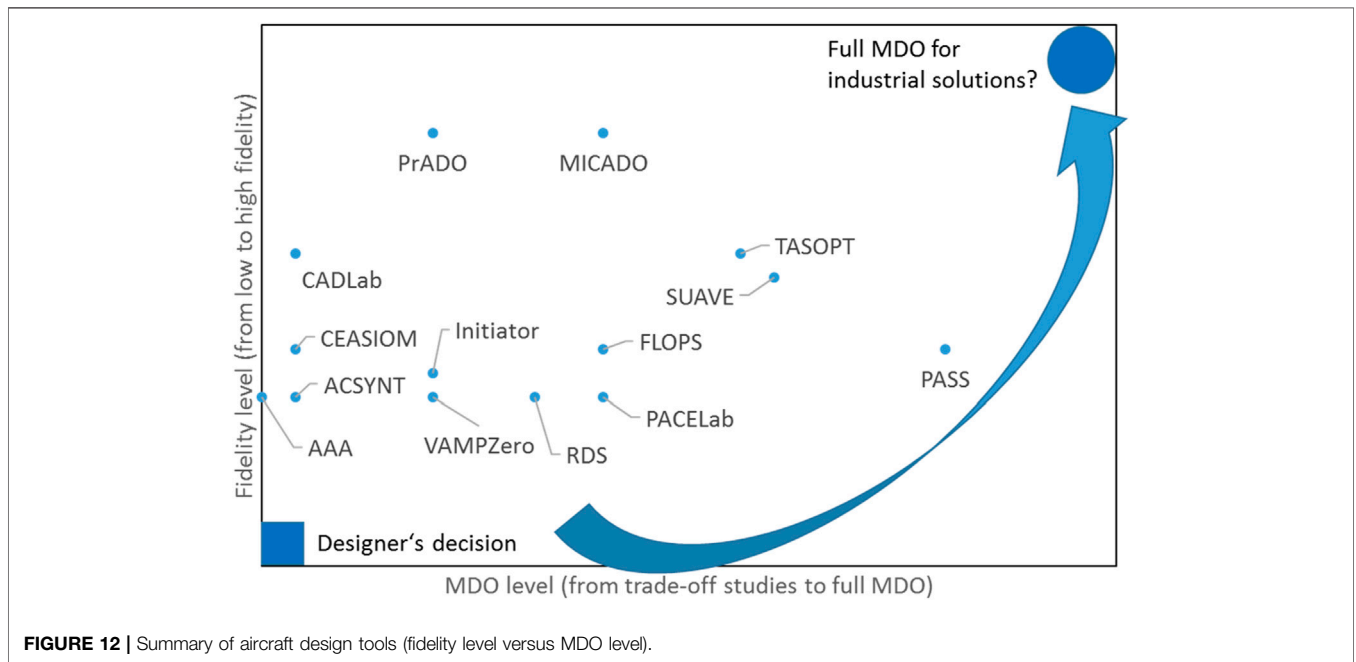 Full MDO for
industrial solutions?
Fidelity level (from low to high fidelity)
PrADO
MICADO
CADLab
TASOPT
SUAVE
CEASIOM
Initiator
FLOPS
ACSYNT
PASS
AAA
VAMPZero
RDS
PACELab
Designer‘s decision
MDO level (from trade-off studies to full MDO)
FIGURE 12 | Summary of aircraft design tools (fidelity level versus MDO level).